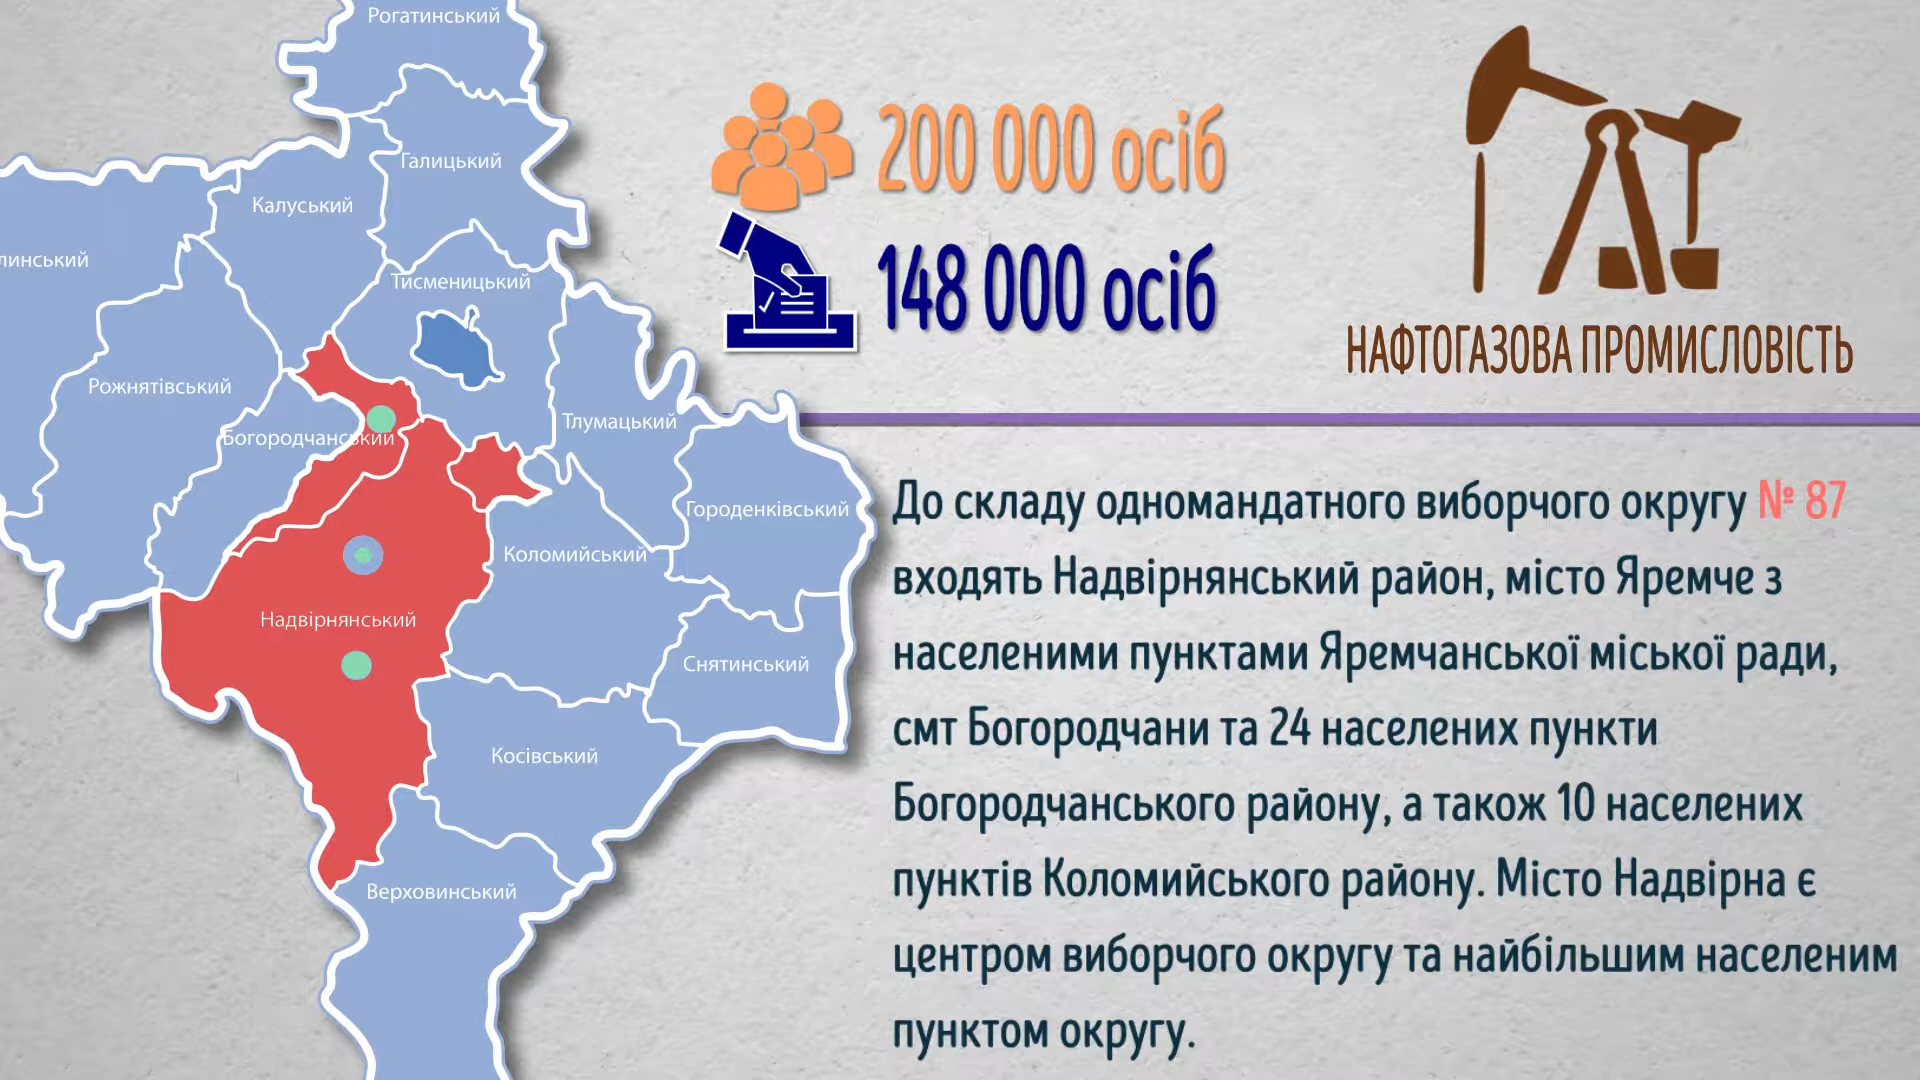 Рогатинський
Галицький
Калуський
линський
Тисменицький
Рожнятівський
Богородчанський
Тлумацький
Городенківський
Коломийський
Надвірнянський
Снятинський
Косівський
Верховинський
200 000 осіб
148 000 осіб
НАФТОГАЗОВА ПРОМИСЛОВІСТЬ
До складу одномандатного виборчого округу № 87
входять Надвірнянський район, місто Яремче з
населеними пунктами Яремчанської міської ради,
смт Богородчани та 24 населених пункти
Богородчанського району, а також 10 населених
пунктів Коломийського району. Місто Надвірна є
центром виборчого округу та найбільшим населеним
пунктом округу.